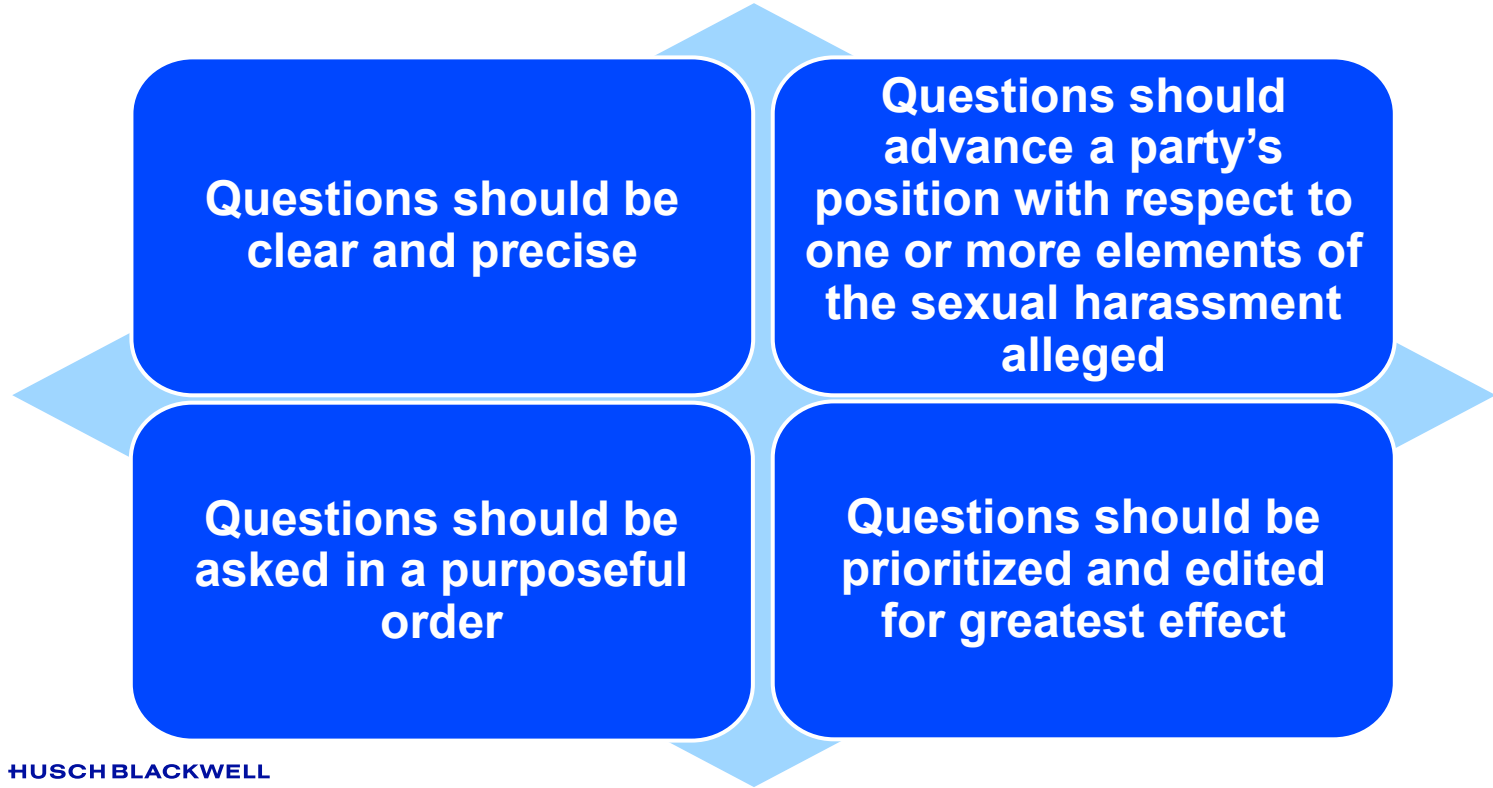 Questions should be
clear and precise
Questions should
advance a party’s
position with respect to
one or more elements of
the sexual harassment
alleged
Questions should be
asked in a purposeful
order
Questions should be
prioritized and edited
for greatest effect
HUSCH BLACKWELL